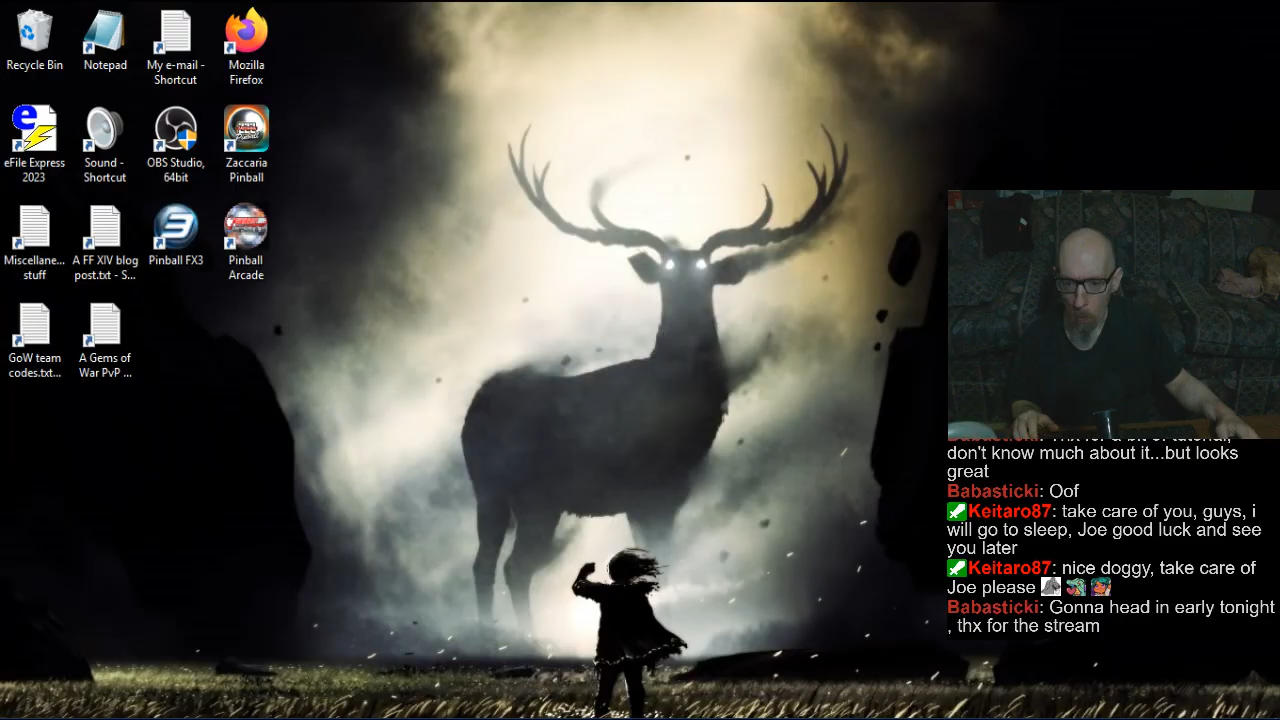 Recycle Bin
Notepad
My e-mail -
Shortcut
Mozilla
Firefox
eFile Express
2023
Sound -
Shortcut
OBS Studio,
64bit
Zaccaria
Pinball
Miscellane...
stuff
A FF XIV blog
post.txt - S...
Pinball FX3
Pinball
Arcade
GoW team
codes.txt...
A Gems of
War PvP ...
don't know much about it...but looks
great
Babasticki: Oof
Keitaro87: take care of you, guys, i
will go to sleep, Joe good luck and see
you later
Keitaro87: nice doggy, take care of
Joe please
Babasticki: Gonna head in early tonight
, thx for the stream